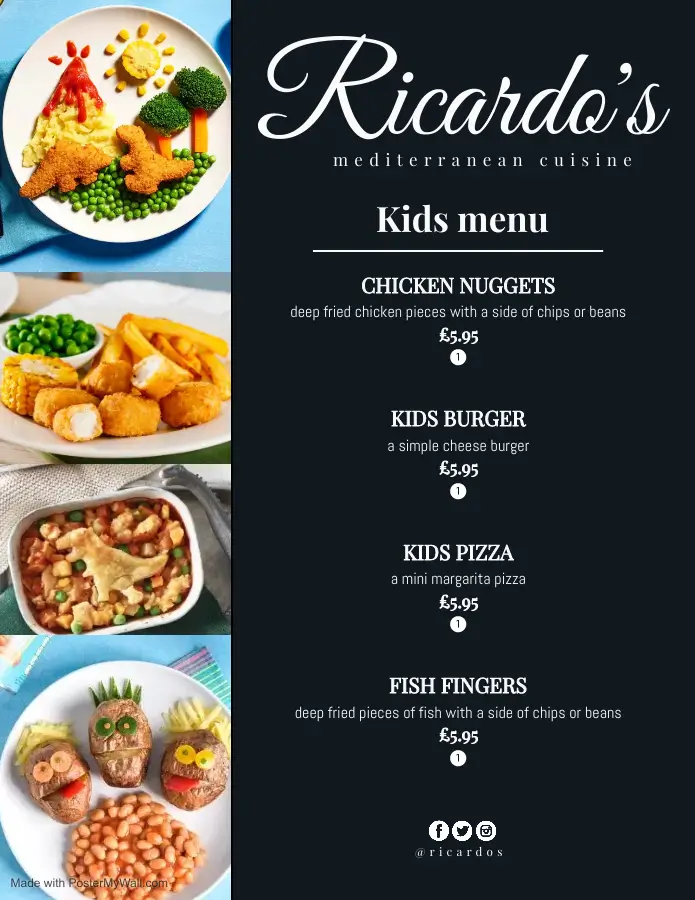 Ricardo's
mediterranean cuisine
Kids menu
CHICKEN NUGGETS
deep fried chicken pieces with a side of chips or beans
£5.95
1
KIDS BURGER
a simple cheese burger
£5.95
1
KIDS PIZZA
a mini margarita pizza
£5.95
1
FISH FINGERS
deep fried pieces of fish with a side of chips or beans
£5.95
1
@ricardos
Made with PosterMyWall.com